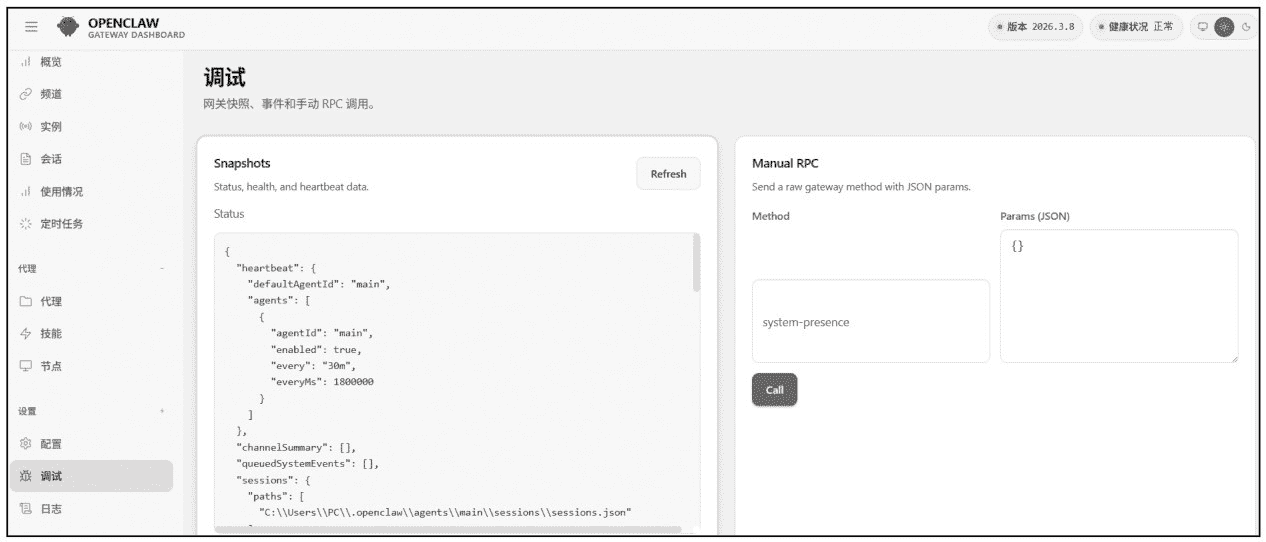 OPENCLAW
GATEWAY DASHBOARD
版本 2026.3.8
健康状况 正常
概览
频道
实例
会话
使用情况
定时任务
代理
代理
技能
节点
设置
配置
调试
日志
调试
网关快照、事件和手动 RPC 调用。
Snapshots
Status, health, and heartbeat data.
Refresh
Status
{
"heartbeat": {
"defaultAgentId": "main",
"agents": [
{
"agentId": "main",
"enabled": true,
"every": "30m",
"everyMs": 1800000
}
]
},
"channelSummary": [],
"queuedSystemEvents": [],
"sessions": {
"paths": [
"C:\\Users\\PC\\.openclaw\\agents\\main\\sessions\\sessions.json"
Manual RPC
Send a raw gateway method with JSON params.
Method
system-presence
Params (JSON)
{}
Call